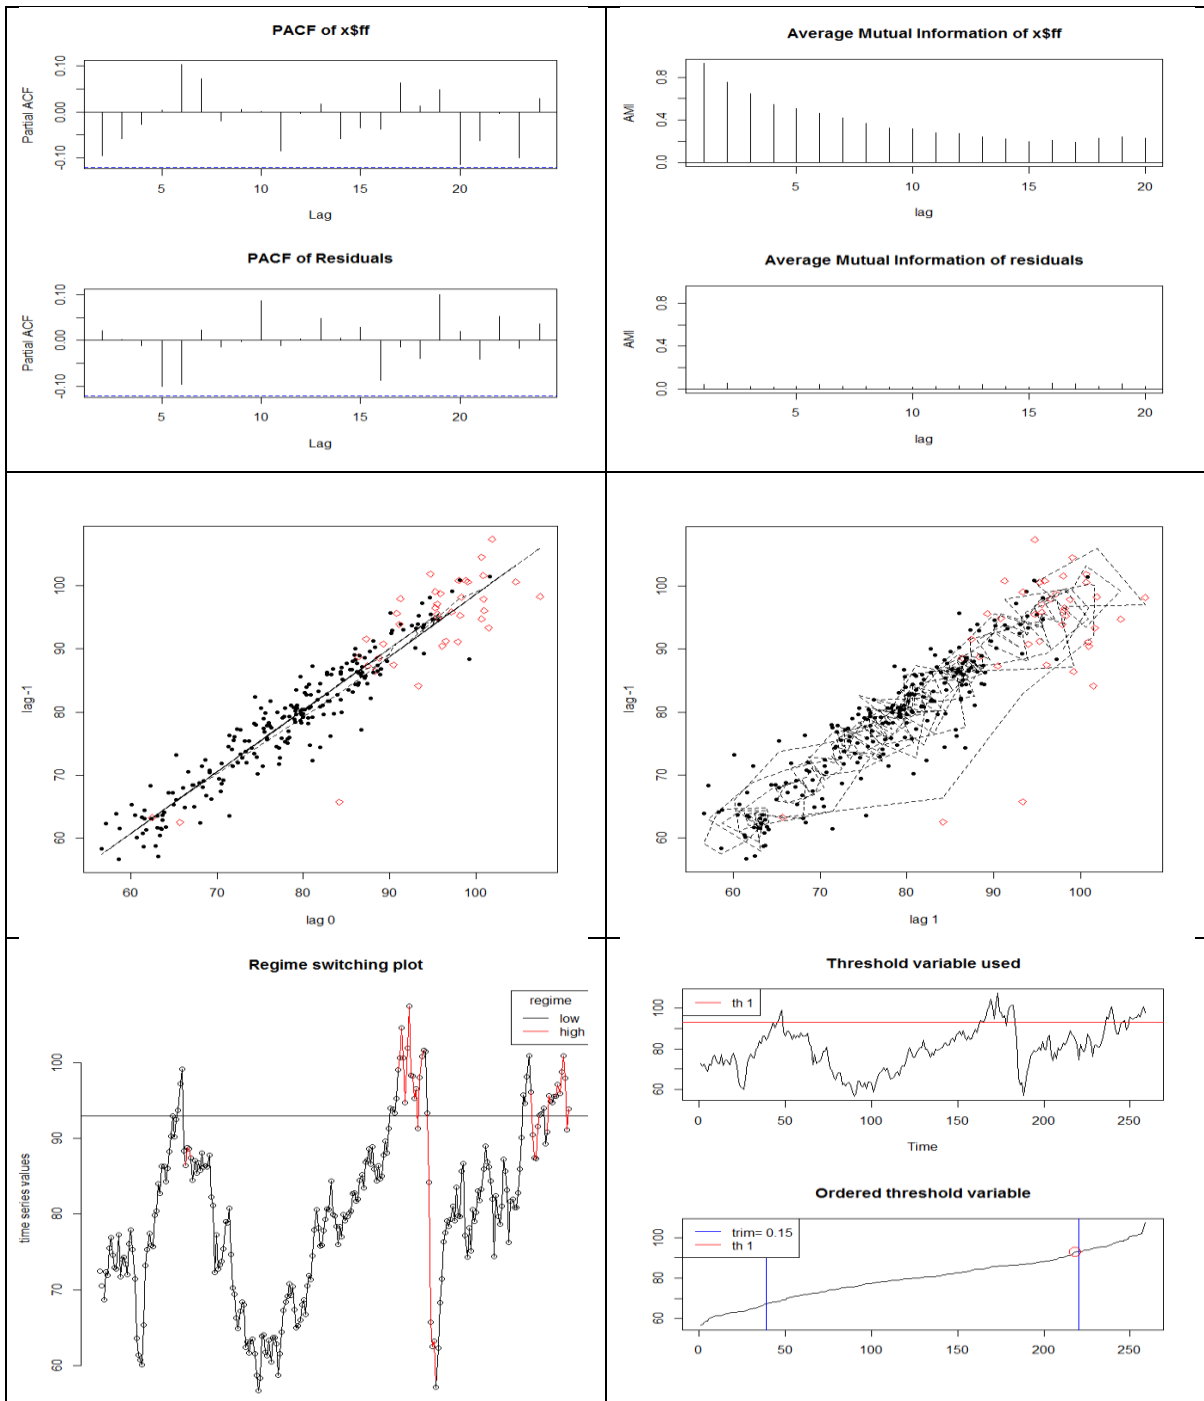 PACF of x$ff
Partial ACF
0.10
0.00
-0.10
5
10
15
20
Lag
PACF of Residuals
Partial ACF
0.10
0.00
-0.10
5
10
15
20
Lag
Average Mutual Information of x$ff
AMI
0.8
0.4
0.0
5
10
15
20
lag
Average Mutual Information of residuals
AMI
0.8
0.4
0.0
5
10
15
20
lag
lag -1
100
90
80
70
60
60
70
80
90
100
lag 0
lag -1
100
90
80
70
60
60
70
80
90
100
lag 1
Regime switching plot
regime
low
high
time series values
100
90
80
70
60
Threshold variable used
th 1
100
80
60
0
50
100
150
200
250
Time
Ordered threshold variable
trim= 0.15
th 1
100
80
60
0
50
100
150
200
250